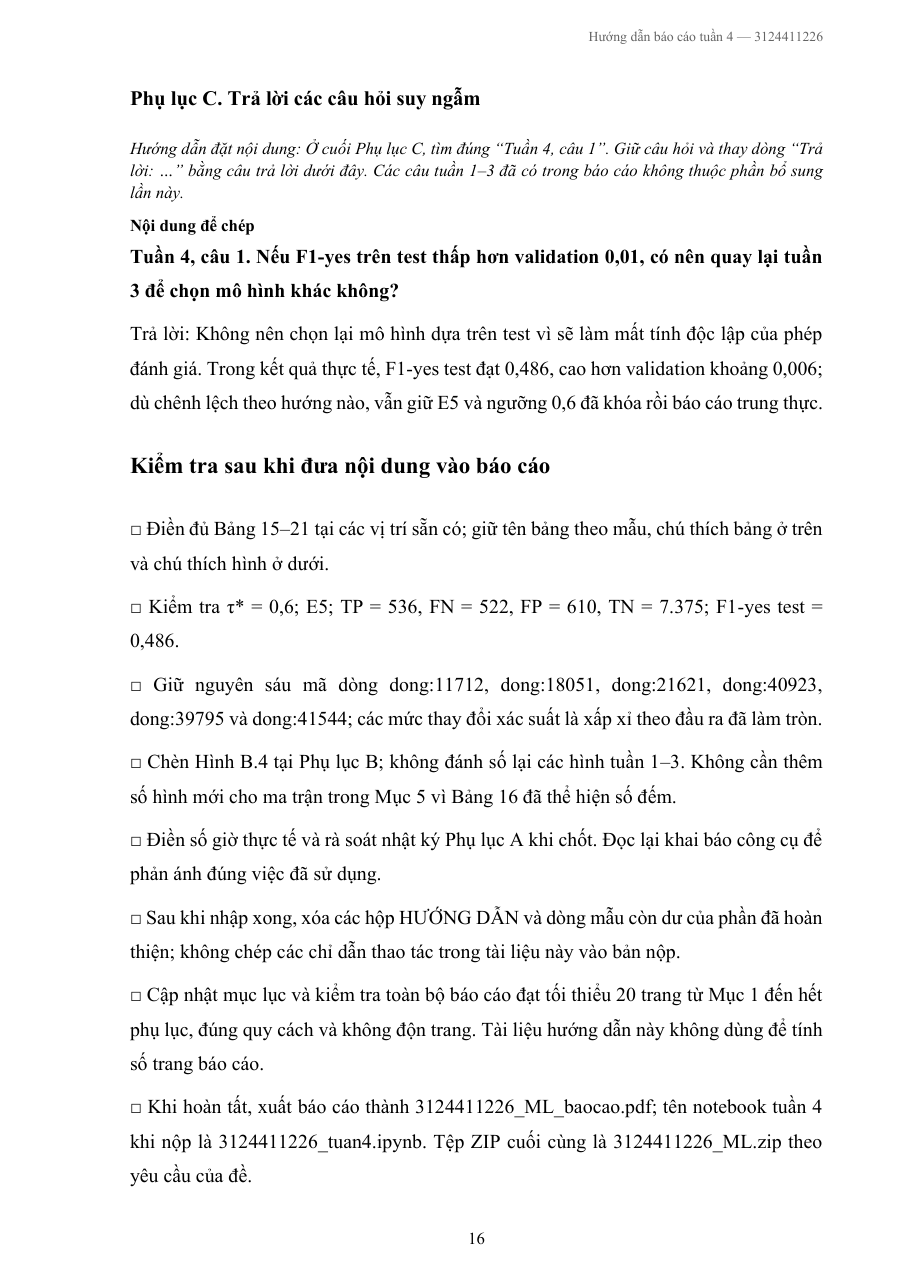 Hướng dẫn báo cáo tuần 4 — 3124411226
Phụ lục C. Trả lời các câu hỏi suy ngẫm
Hướng dẫn đặt nội dung: Ở cuối Phụ lục C, tìm đúng “Tuần 4, câu 1”. Giữ câu hỏi và thay dòng “Trả
lời: ...” bằng câu trả lời dưới đây. Các câu tuần 1–3 đã có trong báo cáo không thuộc phần bổ sung
lần này.
Nội dung để chép
Tuần 4, câu 1. Nếu F1-yes trên test thấp hơn validation 0,01, có nên quay lại tuần
3 để chọn mô hình khác không?
Trả lời: Không nên chọn lại mô hình dựa trên test vì sẽ làm mất tính độc lập của phép
đánh giá. Trong kết quả thực tế, F1-yes test đạt 0,486, cao hơn validation khoảng 0,006;
dù chênh lệch theo hướng nào, vẫn giữ E5 và ngưỡng 0,6 đã khóa rồi báo cáo trung thực.
Kiểm tra sau khi đưa nội dung vào báo cáo
□ Điền đủ Bảng 15–21 tại các vị trí sẵn có; giữ tên bảng theo mẫu, chú thích bảng ở trên
và chú thích hình ở dưới.
□ Kiểm tra τ* = 0,6; E5; TP = 536, FN = 522, FP = 610, TN = 7.375; F1-yes test =
0,486.
□ Giữ nguyên sáu mã dòng dong:11712, dong:18051, dong:21621, dong:40923,
dong:39795 và dong:41544; các mức thay đổi xác suất là xấp xỉ theo đầu ra đã làm tròn.
□ Chèn Hình B.4 tại Phụ lục B; không đánh số lại các hình tuần 1–3. Không cần thêm
số hình mới cho ma trận trong Mục 5 vì Bảng 16 đã thể hiện số đếm.
□ Điền số giờ thực tế và rà soát nhật ký Phụ lục A khi chốt. Đọc lại khai báo công cụ để
phản ánh đúng việc đã sử dụng.
□ Sau khi nhập xong, xóa các hộp HƯỚNG DẪN và dòng mẫu còn dư của phần đã hoàn
thiện; không chép các chỉ dẫn thao tác trong tài liệu này vào bản nộp.
□ Cập nhật mục lục và kiểm tra toàn bộ báo cáo đạt tối thiểu 20 trang từ Mục 1 đến hết
phụ lục, đúng quy cách và không độn trang. Tài liệu hướng dẫn này không dùng để tính
số trang báo cáo.
□ Khi hoàn tất, xuất báo cáo thành 3124411226_ML_baocao.pdf; tên notebook tuần 4
khi nộp là 3124411226_tuan4.ipynb. Tệp ZIP cuối cùng là 3124411226_ML.zip theo
yêu cầu của đề.
16